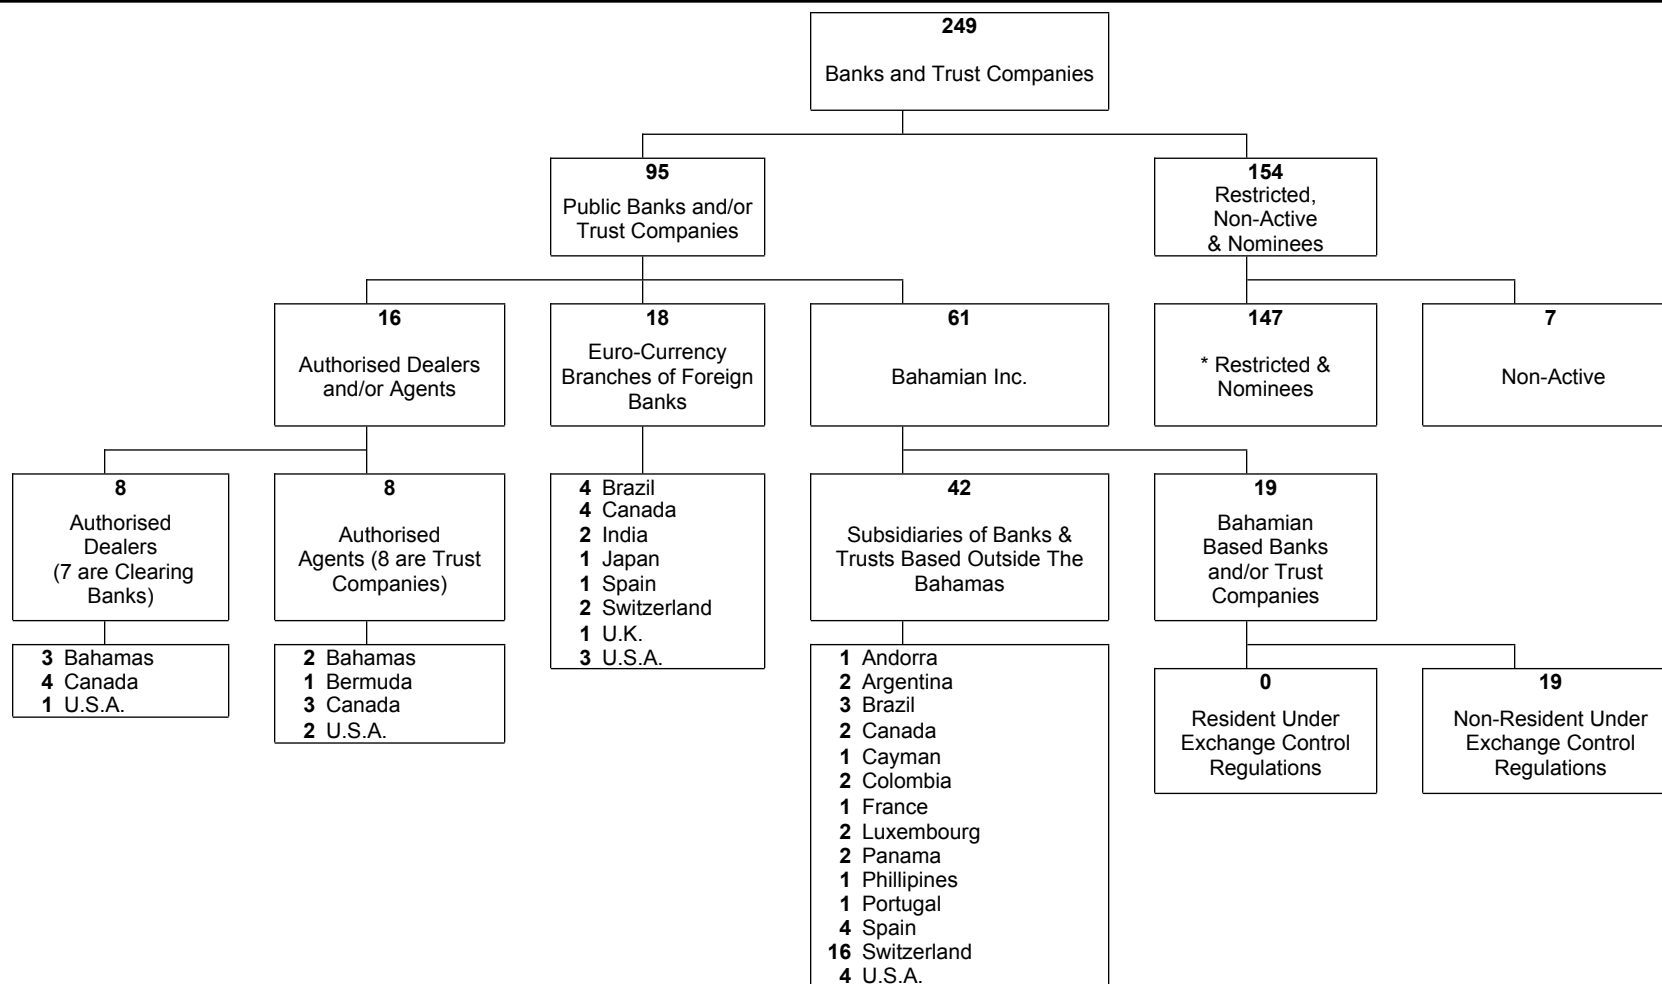 249
Banks and Trust Companies
95
Public Banks and/or
Trust Companies
154
Restricted,
Non-Active
& Nominees
16
Authorised Dealers
and/or Agents
18
Euro-Currency
Branches of Foreign
Banks
61
Bahamian Inc.
147
* Restricted &
Nominees
7
Non-Active
8
Authorised
Dealers
(7 are Clearing
Banks)
8
Authorised
Agents (8 are Trust
Companies)
4 Brazil
4 Canada
2 India
1 Japan
1 Spain
2 Switzerland
1 U.K.
3 U.S.A.
42
Subsidiaries of Banks &
Trusts Based Outside The
Bahamas
19
Bahamian
Based Banks
and/or Trust
Companies
3 Bahamas
4 Canada
1 U.S.A.
2 Bahamas
1 Bermuda
3 Canada
2 U.S.A.
1 Andorra
2 Argentina
3 Brazil
2 Canada
1 Cayman
2 Colombia
1 France
2 Luxembourg
2 Panama
1 Phillipines
1 Portugal
4 Spain
16 Switzerland
4 U.S.A.
0
Resident Under
Exchange Control
Regulations
19
Non-Resident Under
Exchange Control
Regulations